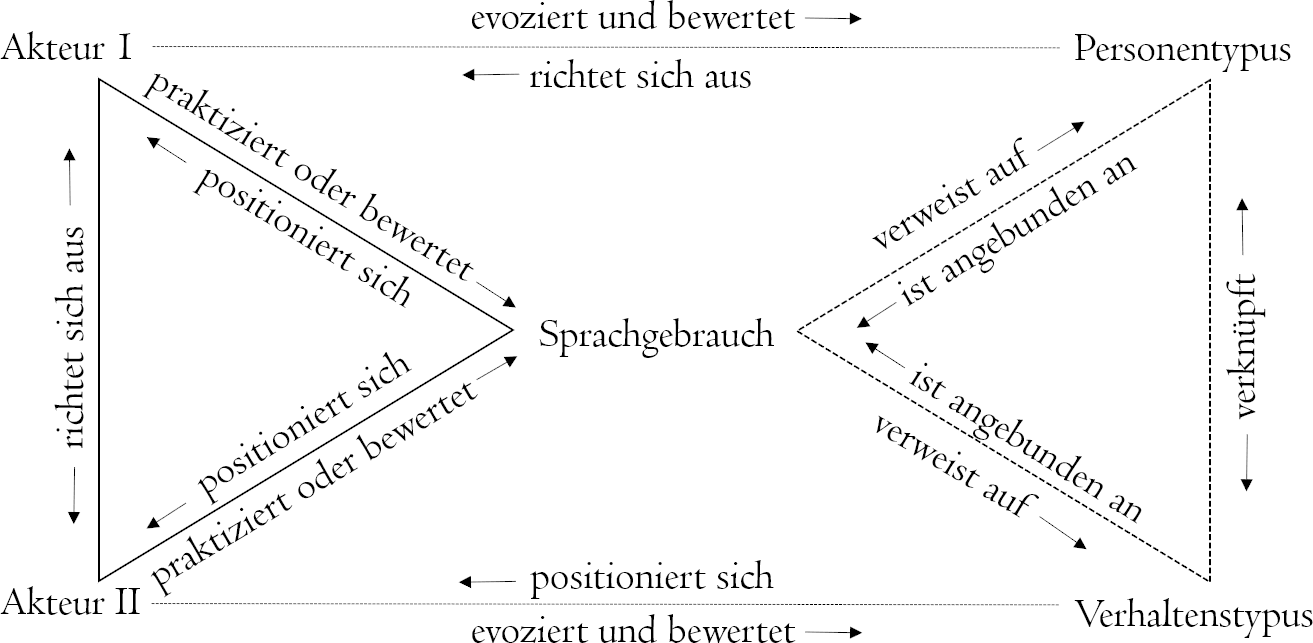 evoziert und bewertet
Akteur I
Personentypus
richtet sich aus
praktiziert oder bewertet
positioniert sich
verweist auf
ist angebunden an
richtet sich aus
Sprachgebrauch
verknüpft
positioniert sich
praktiziert oder bewertet
ist angebunden an
verweist auf
positioniert sich
Akteur II
Verhaltenstypus
evoziert und bewertet